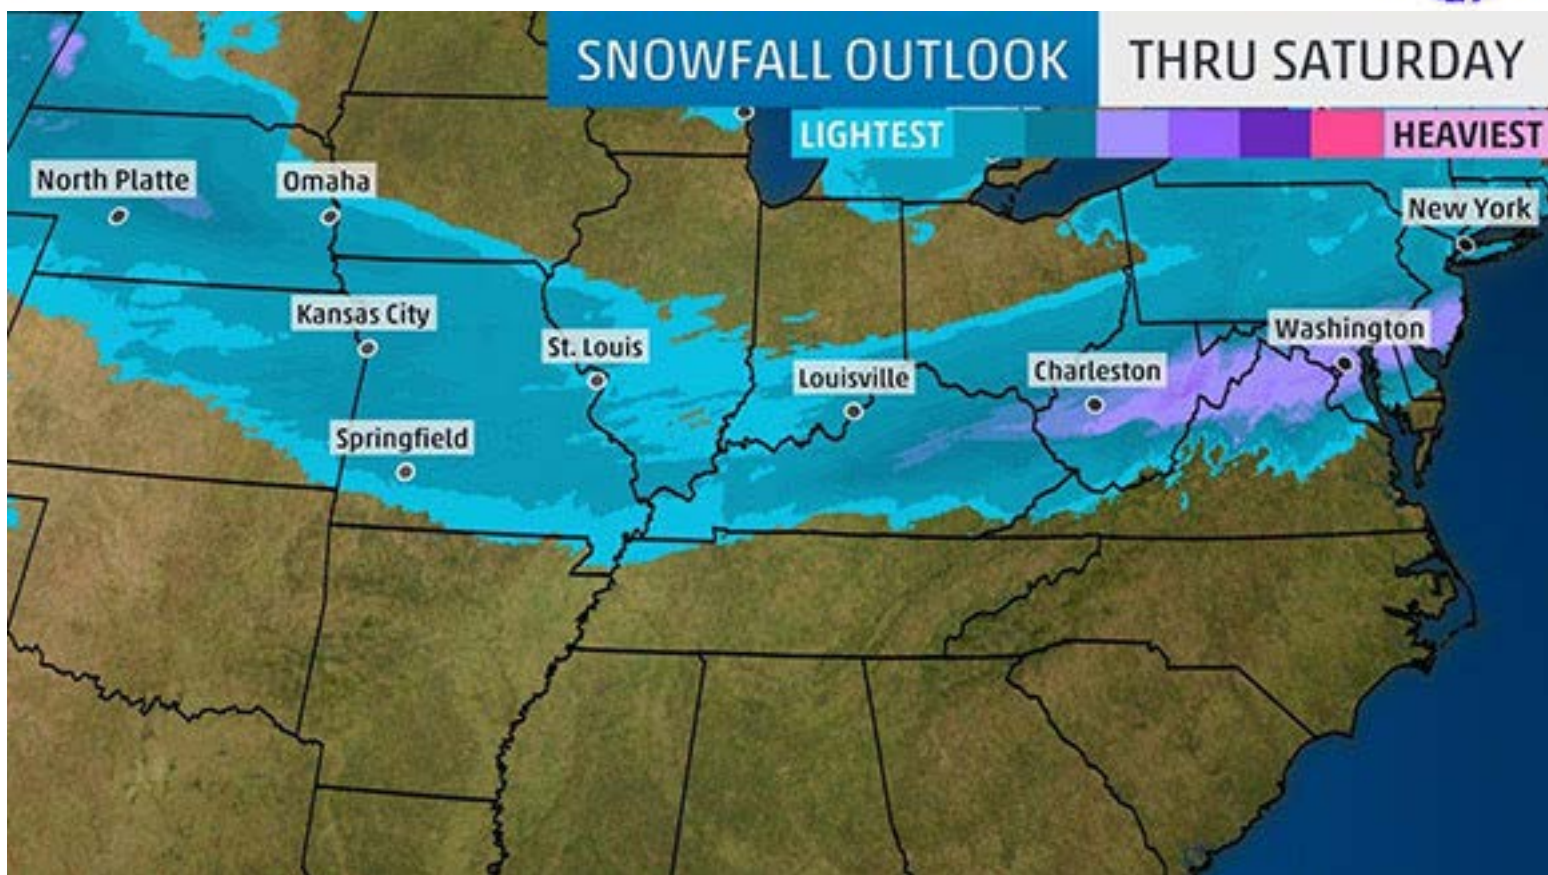 SNOWFALL OUTLOOK THRU SATURDAY
LIGHTEST HEAVIEST
North Platte
Omaha
New York
Kansas City
St. Louis
Washington
Louisville
Charleston
Springfield